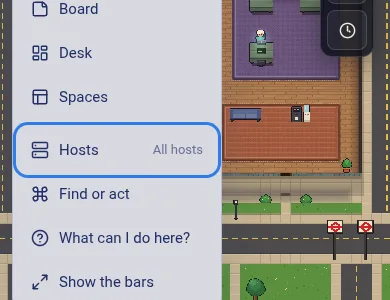 Board
Desk
Spaces
Hosts All hosts
Find or act
What can I do here?
Show the bars